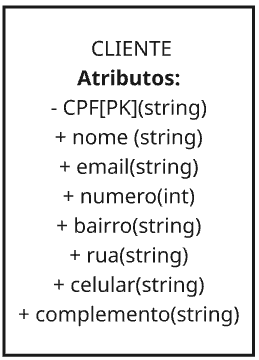 CLIENTE
Atributos:
- CPF[PK](string)
+ nome (string)
+ email(string)
+ numero(int)
+ bairro(string)
+ rua(string)
+ celular(string)
+ complemento(string)